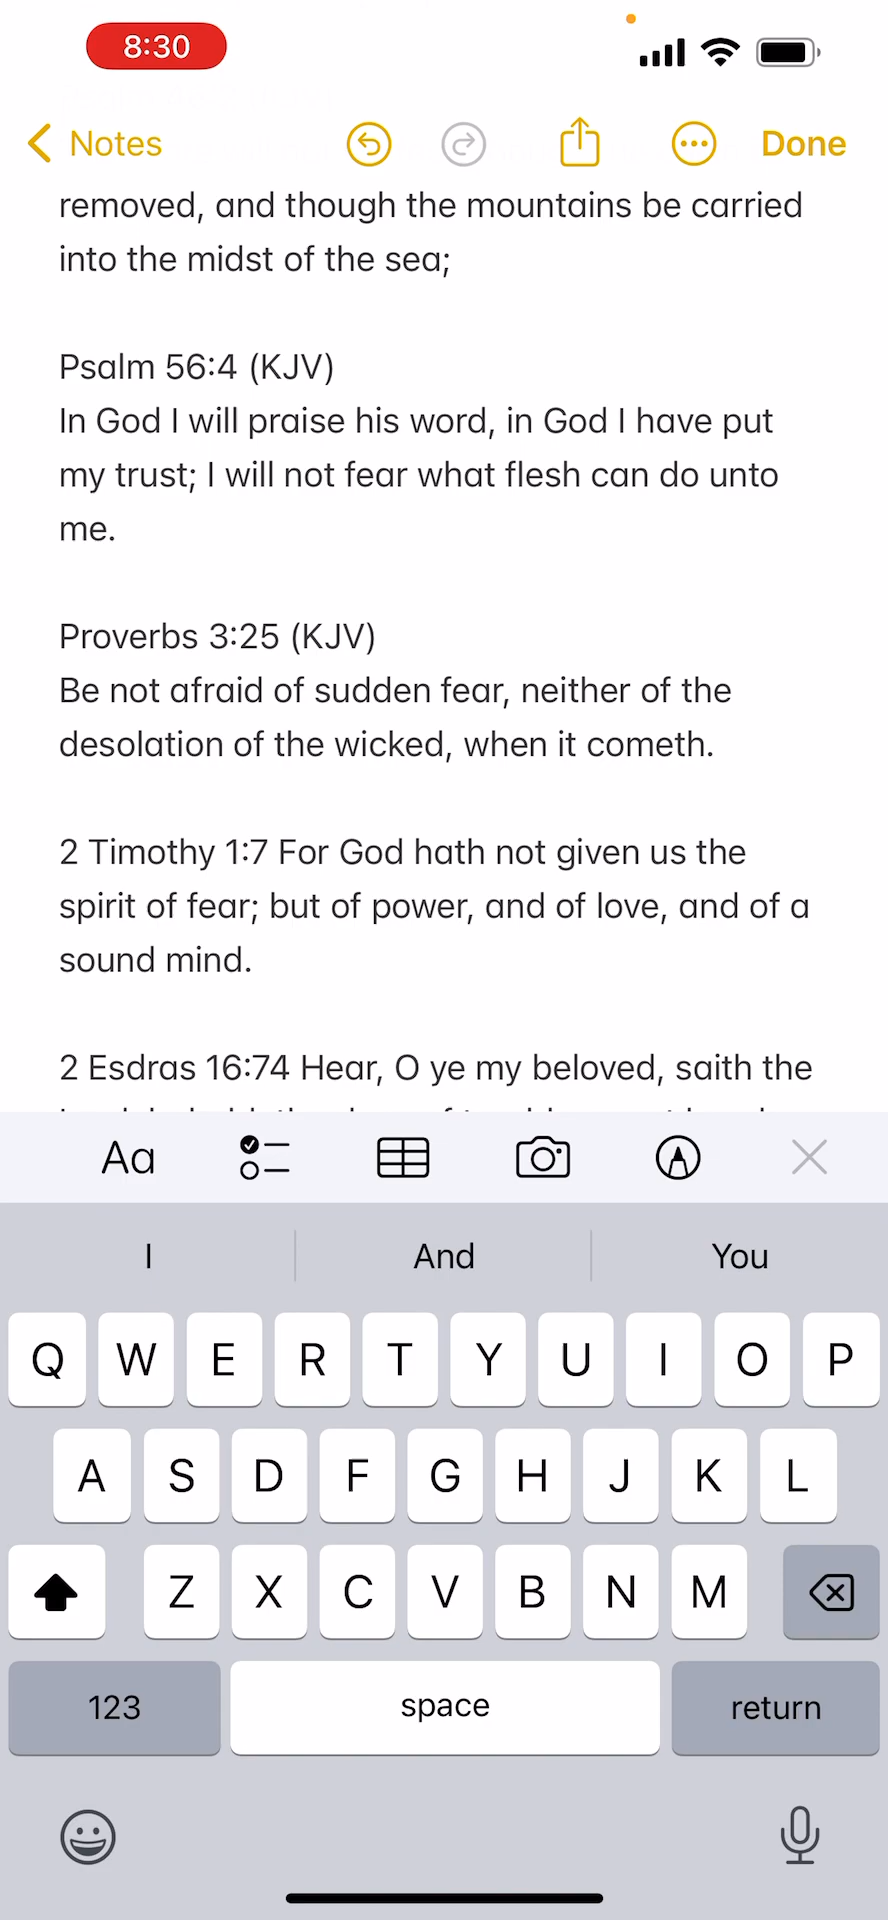 8:30
Notes
Done
removed, and though the mountains be carried
into the midst of the sea;
Psalm 56:4 (KJV)
In God I will praise his word, in God I have put
my trust; I will not fear what flesh can do unto
me.
Proverbs 3:25 (KJV)
Be not afraid of sudden fear, neither of the
desolation of the wicked, when it cometh.
2 Timothy 1:7 For God hath not given us the
spirit of fear; but of power, and of love, and of a
sound mind.
2 Esdras 16:74 Hear, O ye my beloved, saith the
Aa
I And You
Q W E R T Y U I O P
A S D F G H J K L
Z X C V B N M
123 space return